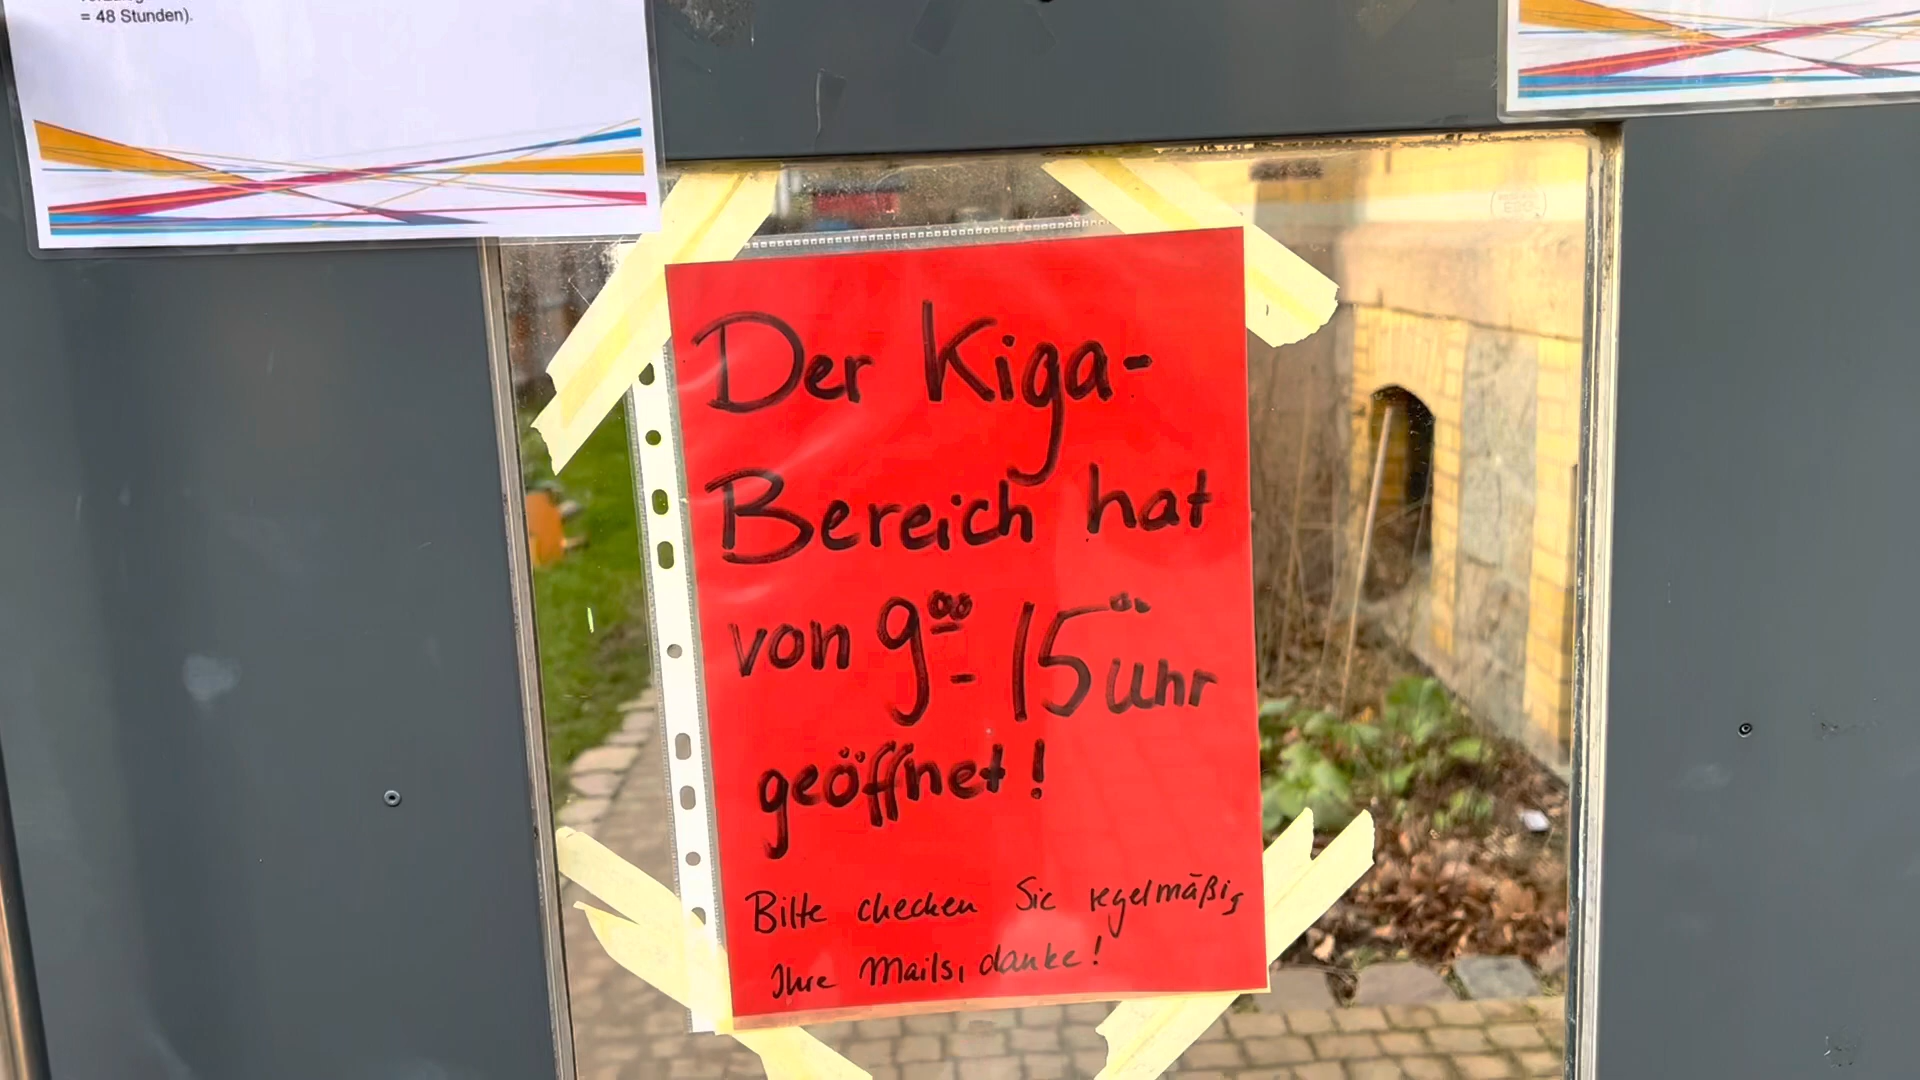 = 48 Stunden).
Der Kiga-
Bereich hat
von 9⁰⁰ - 15⁰⁰ Uhr
geöffnet!
Bitte checken Sie regelmäßig
Ihre Mails, danke!